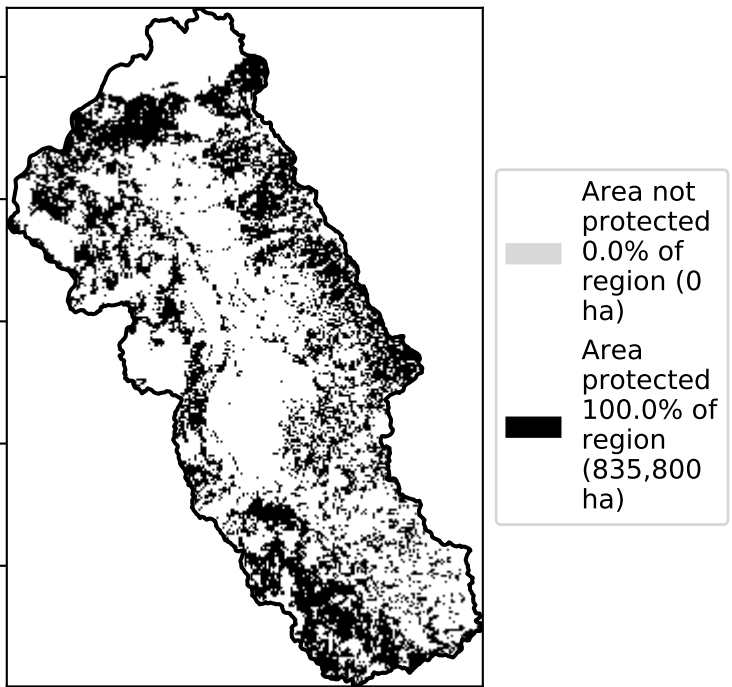 Area not
protected
0.0% of
region (0
ha)
Area
protected
100.0% of
region
(835,800
ha)